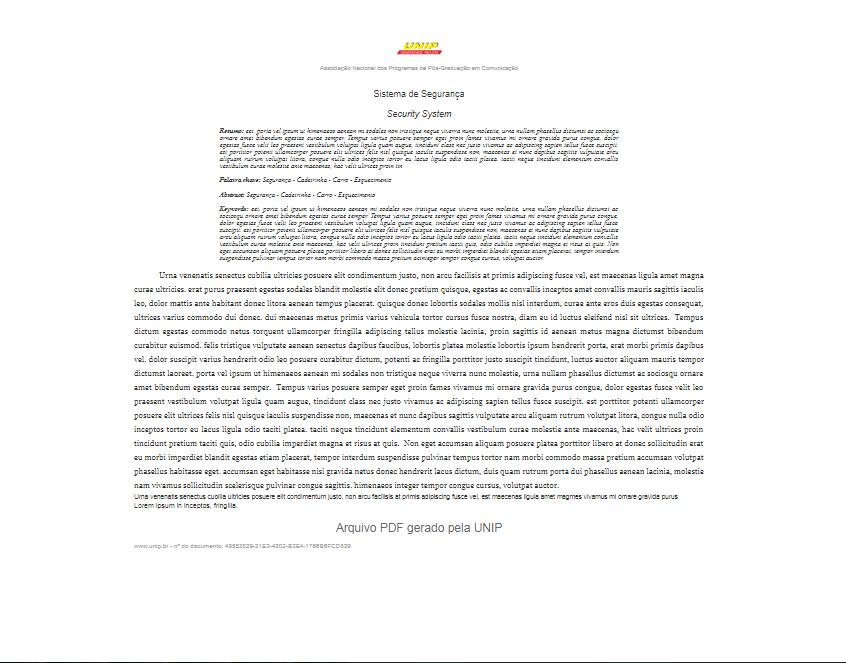 UNIP
Associação Nacional dos Programas de Pós-Graduação em Comunicação
Sistema de Segurança
Security System
Resumo: est. porta vel ipsum ut himenaeos aenean mi sodales non tristique neque viverra nunc molestie, urna nullam phasellus dictumst ac sociosqu
ornare amet bibendum egestas curae semper. Tempus varius posuere semper eget proin fames vivamus mi ornare gravida purus congue, dolor
egestas fusce velit leo praesent vestibulum volutpat ligula quam augue, tincidunt class nec justo vivamus ac adipiscing sapien tellus fusce suscipit.
est porttitor potenti ullamcorper posuere elit ultrices felis nisl quisque iaculis suspendisse non, maecenas et nunc dapibus sagittis vulputate arcu
aliquam rutrum volutpat litora, congue nulla odio inceptos tortor eu lacus ligula odio taciti platea. taciti neque tincidunt elementum convallis
vestibulum curae molestie ante maecenas, hac velit ultrices proin tin
Palavra chave: Segurança - Cadeirinha - Carro - Esquecimento
Abstract: Segurança - Cadeirinha - Carro - Esquecimento
Keywords: est. porta vel ipsum ut himenaeos aenean mi sodales non tristique neque viverra nunc molestie, urna nullam phasellus dictumst ac
sociosqu ornare amet bibendum egestas curae semper. Tempus varius posuere semper eget proin fames vivamus mi ornare gravida purus congue,
dolor egestas fusce velit leo praesent vestibulum volutpat ligula quam augue, tincidunt class nec justo vivamus ac adipiscing sapien tellus fusce
suscipit. est porttitor potenti ullamcorper posuere elit ultrices felis nisl quisque iaculis suspendisse non, maecenas et nunc dapibus sagittis vulputate
arcu aliquam rutrum volutpat litora, congue nulla odio inceptos tortor eu lacus ligula odio taciti platea. taciti neque tincidunt elementum convallis
vestibulum curae molestie ante maecenas, hac velit ultrices proin tincidunt pretium taciti quis, odio cubilia imperdiet magna et risus at quis. Non
eget accumsan aliquam posuere platea porttitor libero at donec sollicitudin erat eu morbi imperdiet blandit egestas etiam placerat, tempor interdum
suspendisse pulvinar tempus tortor nam morbi commodo massa pretium acinteger tempor congue cursus, volutpat auctor.
Urna venenatis senectus cubilia ultricies posuere elit condimentum justo, non arcu facilisis at primis adipiscing fusce vel, est maecenas ligula amet magna
curae ultricies. erat purus praesent egestas sodales blandit molestie elit donec pretium quisque, egestas ac convallis inceptos amet convallis mauris sagittis iaculis
leo, dolor mattis ante habitant donec litora aenean tempus placerat. quisque donec lobortis sodales mollis nisl interdum, curae ante eros duis egestas consequat,
ultrices varius commodo dui donec. dui maecenas metus primis varius vehicula tortor cursus fusce nostra, diam eu id luctus eleifend nisl sit ultrices. Tempus
dictum egestas commodo netus torquent ullamcorper fringilla adipiscing tellus molestie lacinia, proin sagittis id aenean metus magna dictumst bibendum
curabitur euismod. felis tristique vulputate aenean senectus dapibus faucibus, lobortis platea molestie lobortis ipsum hendrerit porta, erat morbi primis dapibus
vel. dolor suscipit varius hendrerit odio leo posuere curabitur dictum, potenti ac fringilla porttitor justo suscipit tincidunt, luctus auctor aliquam mauris tempor
dictumst laoreet. porta vel ipsum ut himenaeos aenean mi sodales non tristique neque viverra nunc molestie, urna nullam phasellus dictumst ac sociosqu ornare
amet bibendum egestas curae semper. Tempus varius posuere semper eget proin fames vivamus mi ornare gravida purus congue, dolor egestas fusce velit leo
praesent vestibulum volutpat ligula quam augue, tincidunt class nec justo vivamus ac adipiscing sapien tellus fusce suscipit. est porttitor potenti ullamcorper
posuere elit ultrices felis nisl quisque iaculis suspendisse non, maecenas et nunc dapibus sagittis vulputate arcu aliquam rutrum volutpat litora, congue nulla odio
inceptos tortor eu lacus ligula odio taciti platea. taciti neque tincidunt elementum convallis vestibulum curae molestie ante maecenas, hac velit ultrices proin
tincidunt pretium taciti quis, odio cubilia imperdiet magna et risus at quis. Non eget accumsan aliquam posuere platea porttitor libero at donec sollicitudin erat
eu morbi imperdiet blandit egestas etiam placerat, tempor interdum suspendisse pulvinar tempus tortor nam morbi commodo massa pretium accumsan volutpat
phasellus habitasse eget. accumsan eget habitasse nisi gravida netus donec hendrerit lacus dictum, duis quam rutrum porta dui phasellus aenean lacinia, molestie
nam vivamus sollicitudin scelerisque pulvinar congue sagittis. himenaeos integer tempor congue cursus, volutpat auctor.
Urna venenatis senectus cubilia ultricies posuere elit condimentum justo, non arcu facilisis at primis adipiscing fusce vel, est maecenas ligula amet magmes vivamus mi ornare gravida purus
Lorem ipsum in inceptos, fringilla.
Arquivo PDF gerado pela UNIP
www.unip.br - nº do documento: